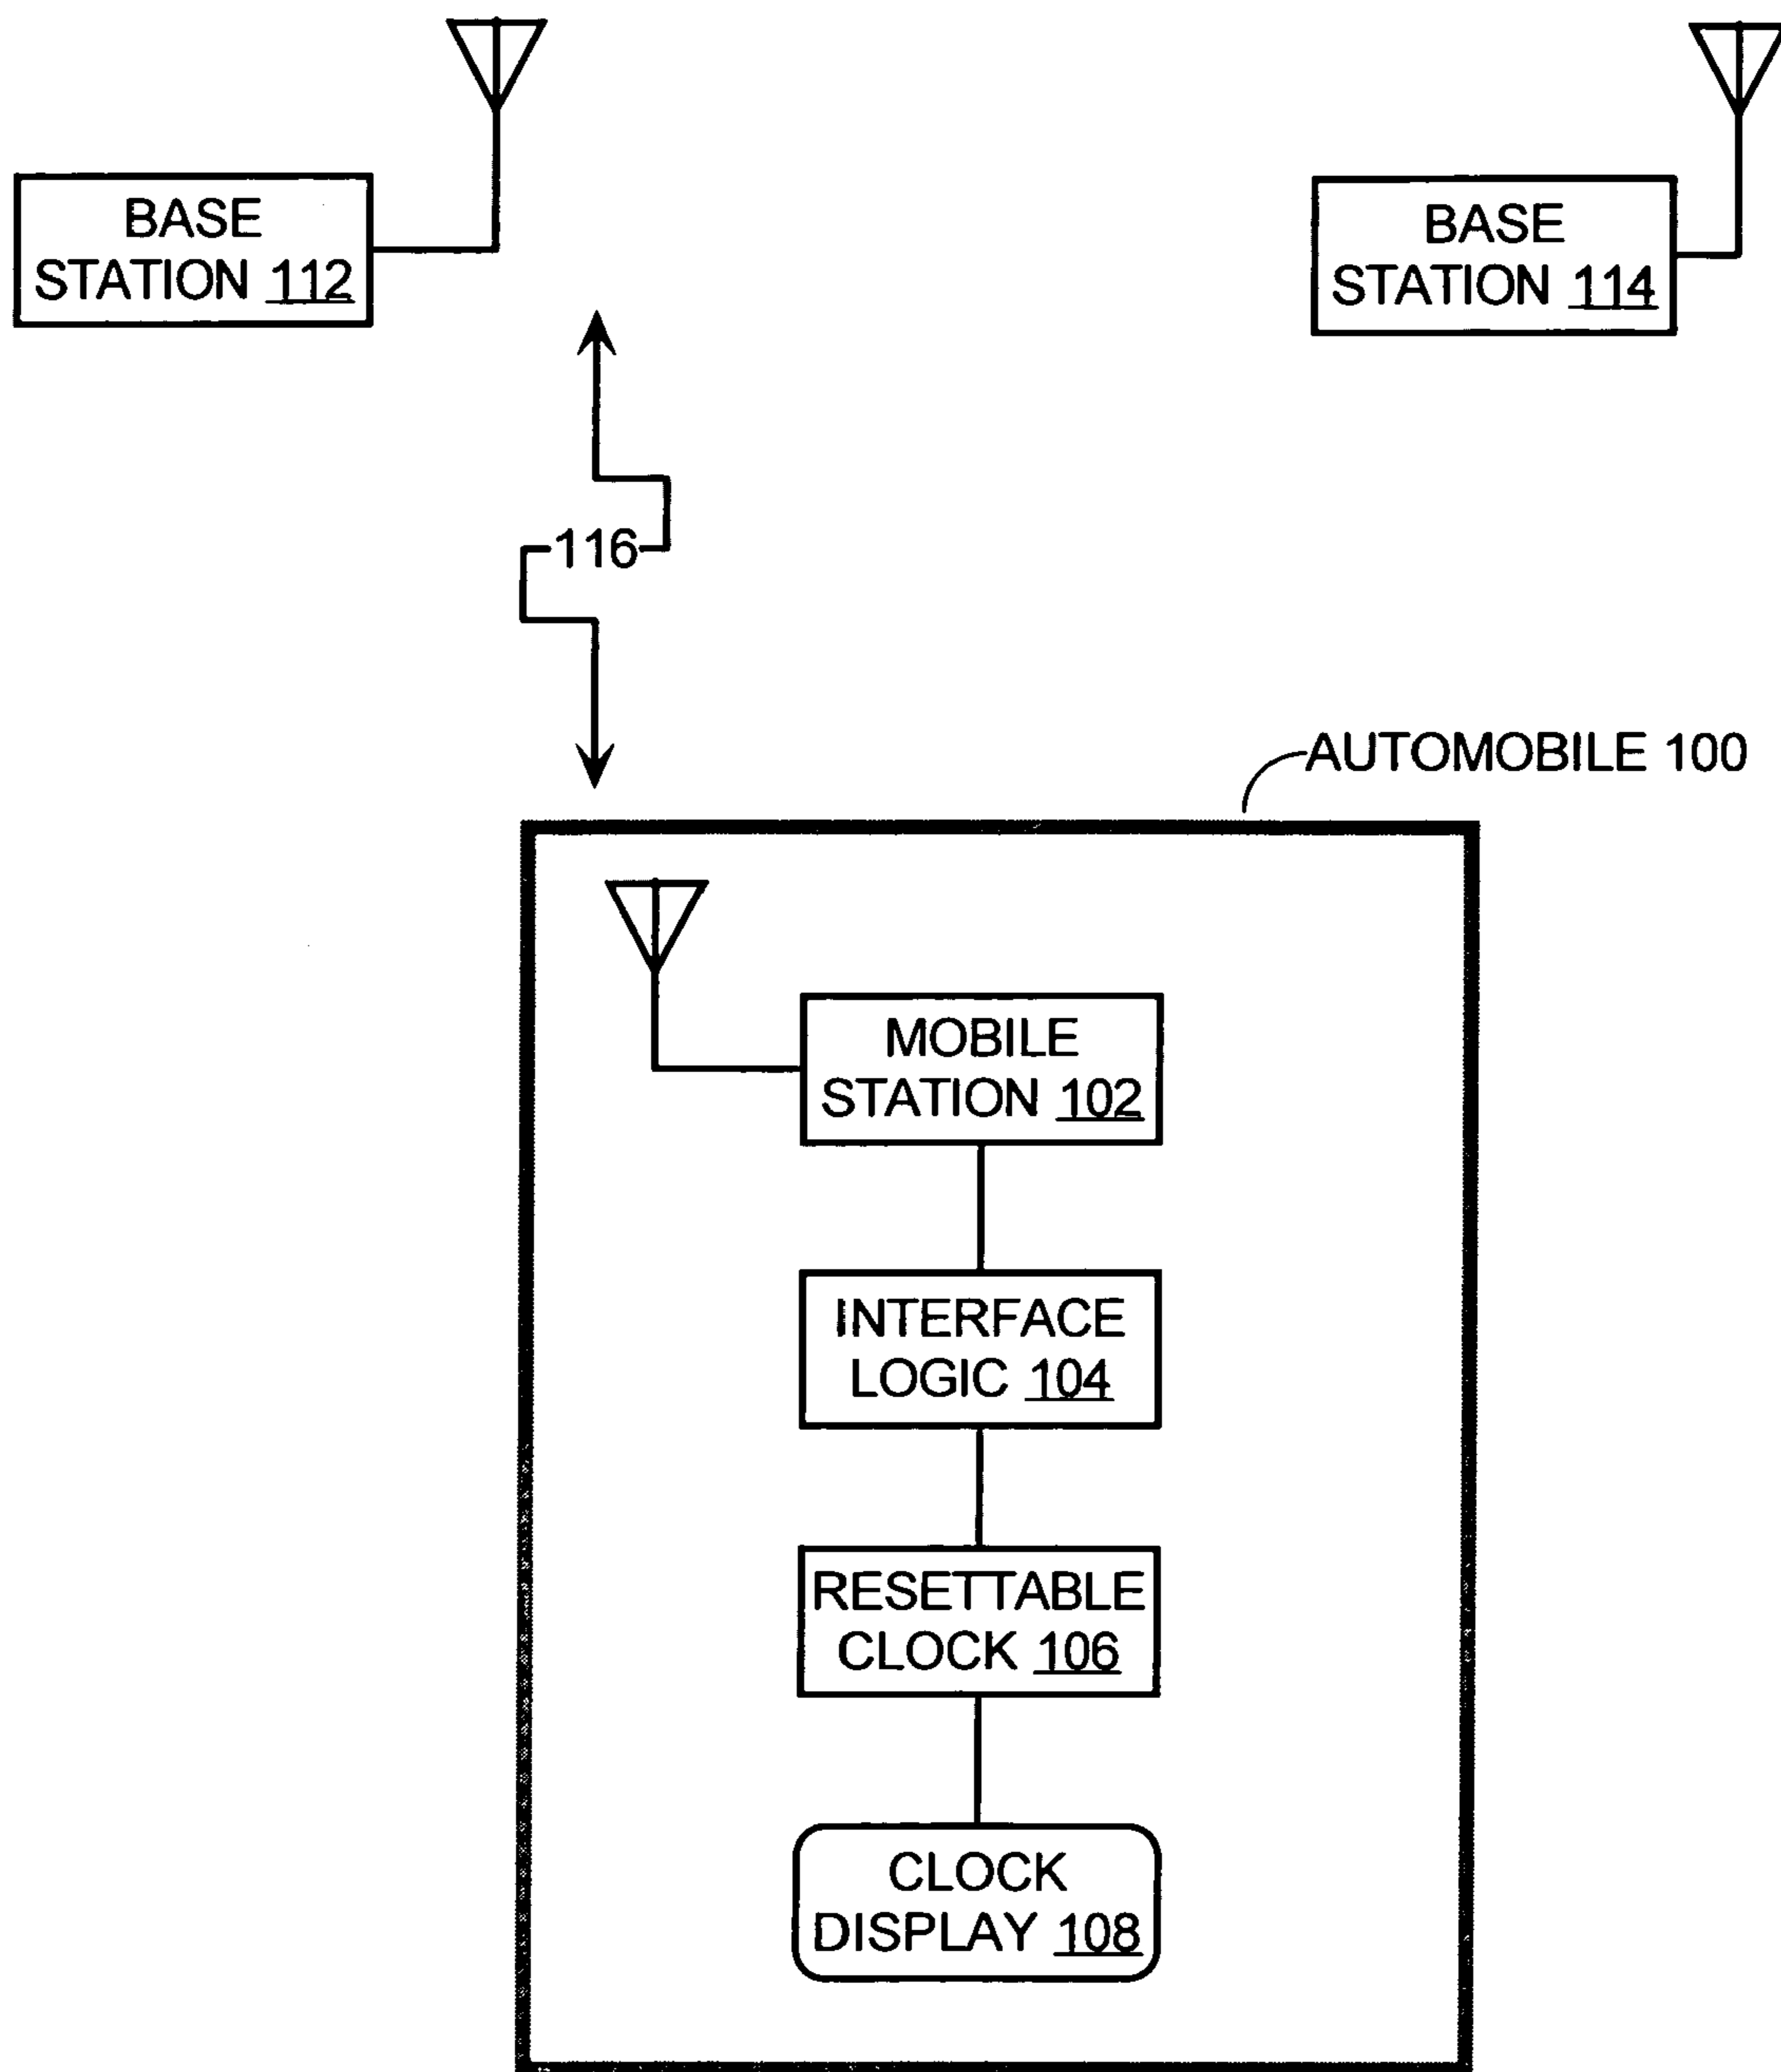 BASE
STATION 112
BASE
STATION 114
116
AUTOMOBILE 100
MOBILE
STATION 102
INTERFACE
LOGIC 104
RESETTABLE
CLOCK 106
CLOCK
DISPLAY 108